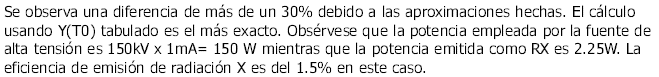 Se observa una diferencia de más de un 30% debido a las aproximaciones hechas. El cálculo
usando Y(T0) tabulado es el más exacto. Obsérvese que la potencia empleada por la fuente de
alta tensión es 150kV x 1mA= 150 W mientras que la potencia emitida como RX es 2.25W. La
eficiencia de emisión de radiación X es del 1.5% en este caso.